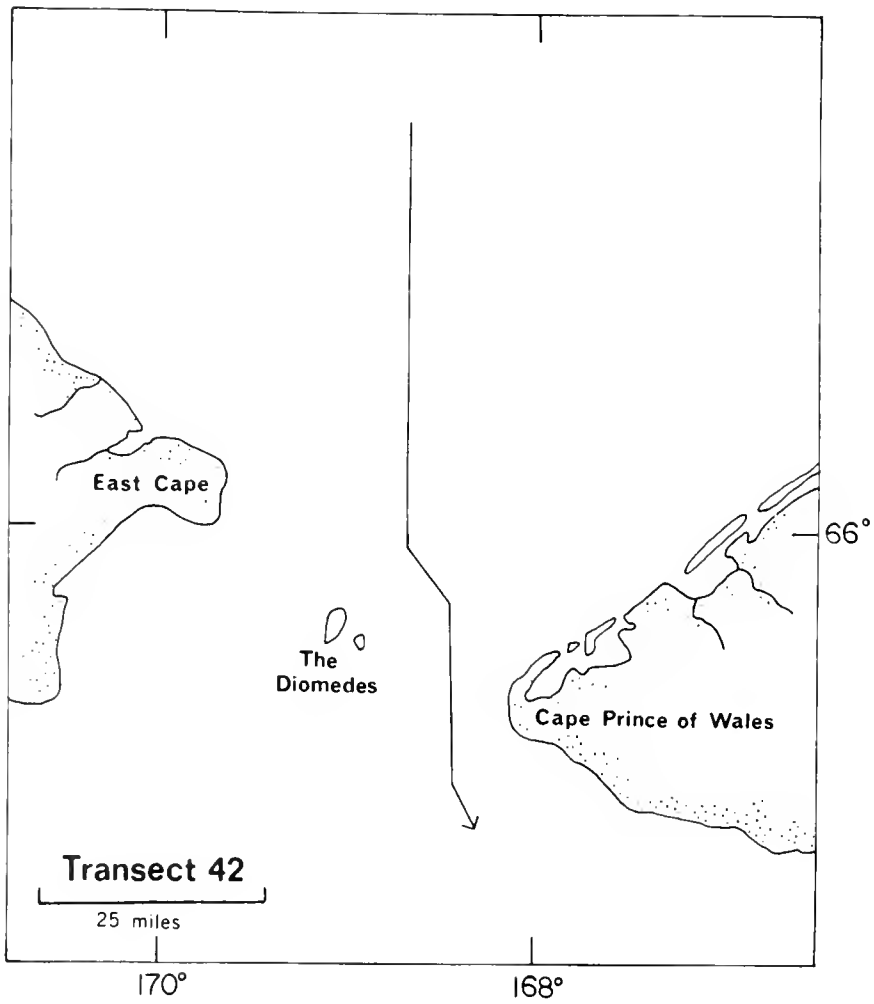 East Cape
66°
The
Diomedes
Cape Prince of Wales
Transect 42
25 miles
170°
168°